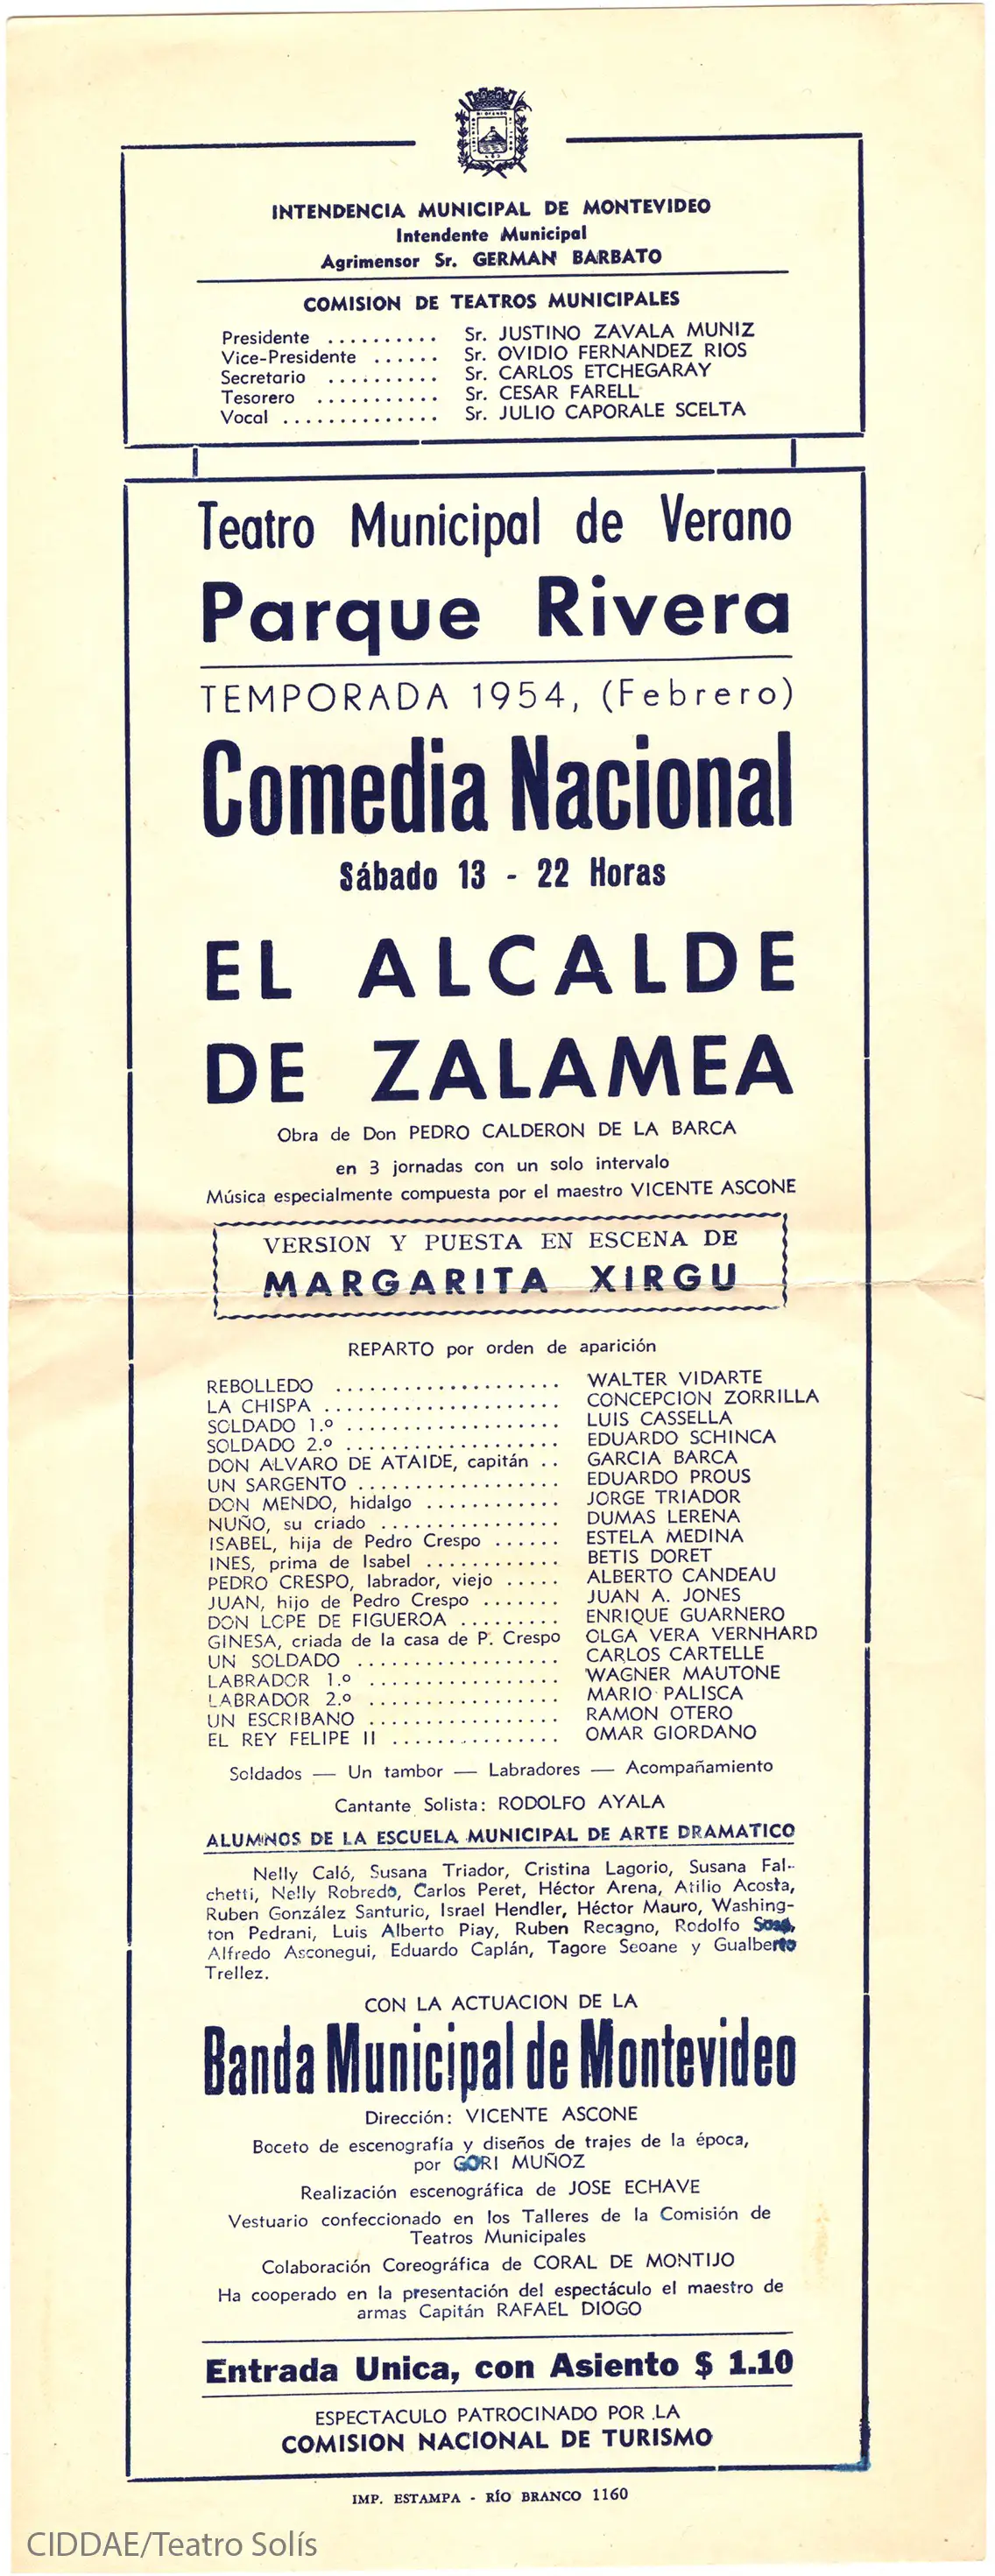 INTENDENCIA MUNICIPAL DE MONTEVIDEO
Intendente Municipal
Agrimensor Sr. GERMAN BARBATO
COMISION DE TEATROS MUNICIPALES
Presidente .......... Sr. JUSTINO ZAVALA MUNIZ
Vice-Presidente ...... Sr. OVIDIO FERNANDEZ RIOS
Secretario .......... Sr. CARLOS ETCHEGARAY
Tesorero ........... Sr. CESAR FARELL
Vocal .............. Sr. JULIO CAPORALE SCELTA
Teatro Municipal de Verano
Parque Rivera
TEMPORADA 1954, (Febrero)
Comedia Nacional
Sábado 13 - 22 Horas
EL ALCALDE
DE ZALAMEA
Obra de Don PEDRO CALDERON DE LA BARCA
en 3 jornadas con un solo intervalo
Música especialmente compuesta por el maestro VICENTE ASCONE
VERSION Y PUESTA EN ESCENA DE
MARGARITA XIRGU
REPARTO por orden de aparición
REBOLLEDO .................... WALTER VIDARTE
LA CHISPA ..................... CONCEPCION ZORRILLA
SOLDADO 1.º ................... LUIS CASSELLA
SOLDADO 2.º ................... EDUARDO SCHINCA
DON ALVARO DE ATAIDE, capitán .. GARCIA BARCA
UN SARGENTO .................. EDUARDO PROUS
DON MENDO, hidalgo ............ JORGE TRIADOR
NUÑO, su criado ................ DUMAS LERENA
ISABEL, hija de Pedro Crespo ...... ESTELA MEDINA
INES, prima de Isabel ............ BETIS DORET
PEDRO CRESPO, labrador, viejo ..... ALBERTO CANDEAU
JUAN, hijo de Pedro Crespo ....... JUAN A. JONES
DON LOPE DE FIGUEROA ......... ENRIQUE GUARNERO
GINESA, criada de la casa de P. Crespo OLGA VERA VERNHARD
UN SOLDADO .................. CARLOS CARTELLE
LABRADOR 1.º ................. WAGNER MAUTONE
LABRADOR 2.º ................. MARIO PALISCA
UN ESCRIBANO ................. RAMON OTERO
EL REY FELIPE II ............... OMAR GIORDANO
Soldados — Un tambor — Labradores — Acompañamiento
Cantante Solista: RODOLFO AYALA
ALUMNOS DE LA ESCUELA MUNICIPAL DE ARTE DRAMATICO
Nelly Caló, Susana Triador, Cristina Lagorio, Susana Fal-
chetti, Nelly Robredo, Carlos Peret, Héctor Arena, Atilio Acosta,
Ruben González Santurio, Israel Hendler, Héctor Mauro, Washing-
ton Pedrani, Luis Alberto Piay, Ruben Recagno, Rodolfo
Alfredo Asconegui, Eduardo Caplán, Tagore Seoane y Gualberto
Trellez.
CON LA ACTUACION DE LA
Banda Municipal de Montevideo
Dirección: VICENTE ASCONE
Boceto de escenografía y diseños de trajes de la época,
por GORI MUÑOZ
Realización escenográfica de JOSE ECHAVE
Vestuario confeccionado en los Talleres de la Comisión de
Teatros Municipales
Colaboración Coreográfica de CORAL DE MONTIJO
Ha cooperado en la presentación del espectáculo el maestro de
armas Capitán RAFAEL DIOGO
Entrada Unica, con Asiento $ 1.10
ESPECTACULO PATROCINADO POR LA
COMISION NACIONAL DE TURISMO
IMP. ESTAMPA - RÍO BRANCO 1160
CIDDAE/Teatro Solís